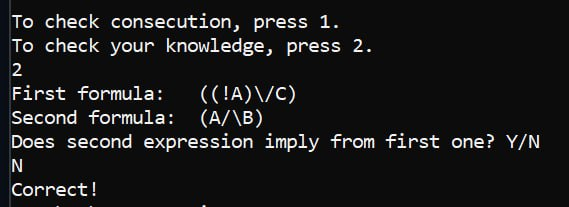 To check consecution, press 1.
To check your knowledge, press 2.
2
First formula:   ((!A)\/C)
Second formula:  (A/\B)
Does second expression imply from first one? Y/N
N
Correct!